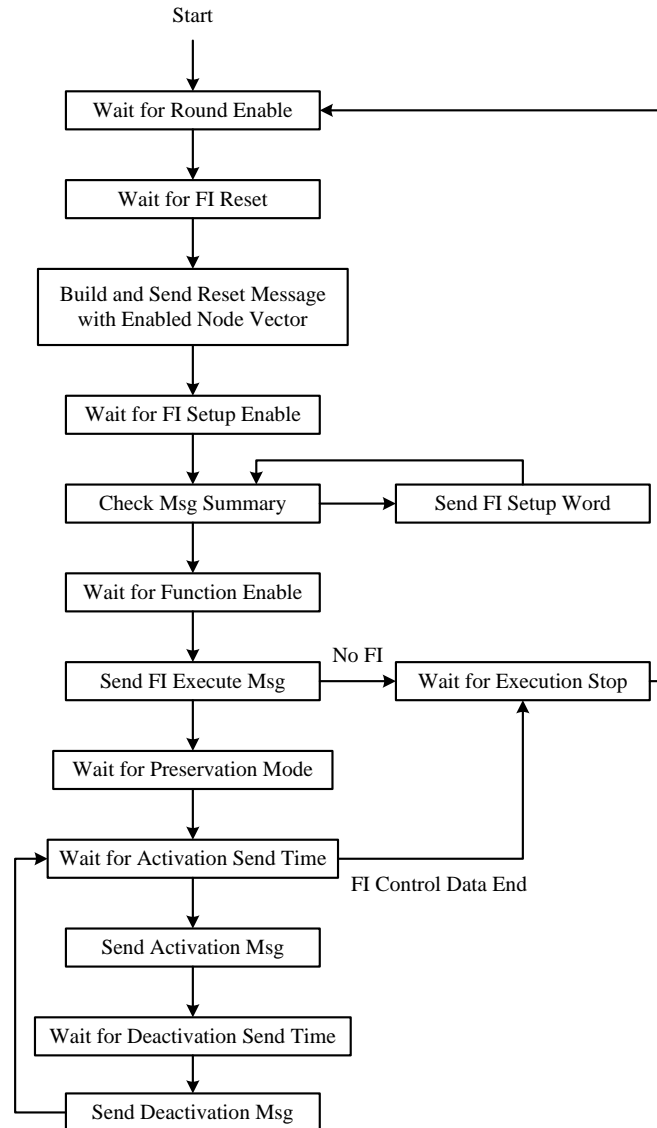 Start
Wait for Round Enable
Wait for FI Reset
Build and Send Reset Message
with Enabled Node Vector
Wait for FI Setup Enable
Check Msg Summary
Send FI Setup Word
Wait for Function Enable
No FI
Send FI Execute Msg
Wait for Execution Stop
Wait for Preservation Mode
Wait for Activation Send Time
FI Control Data End
Send Activation Msg
Wait for Deactivation Send Time
Send Deactivation Msg